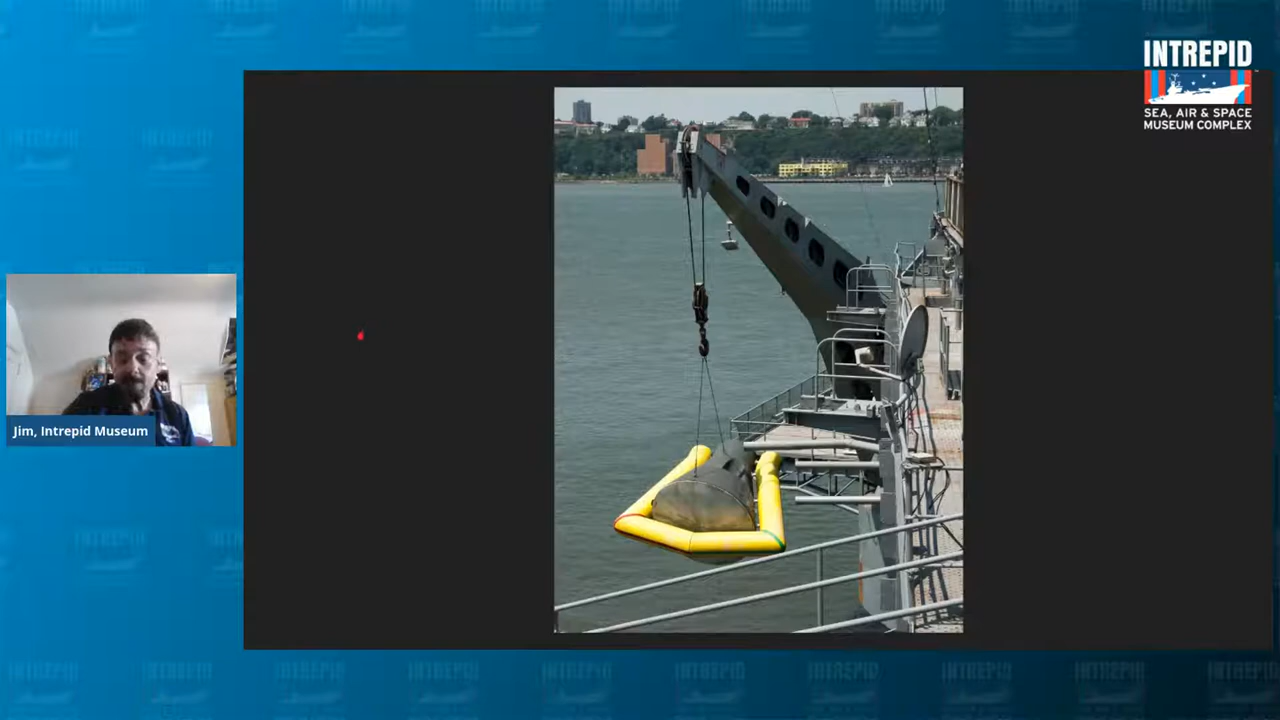 INTREPID
SEA, AIR & SPACE
MUSEUM COMPLEX
Jim, Intrepid Museum